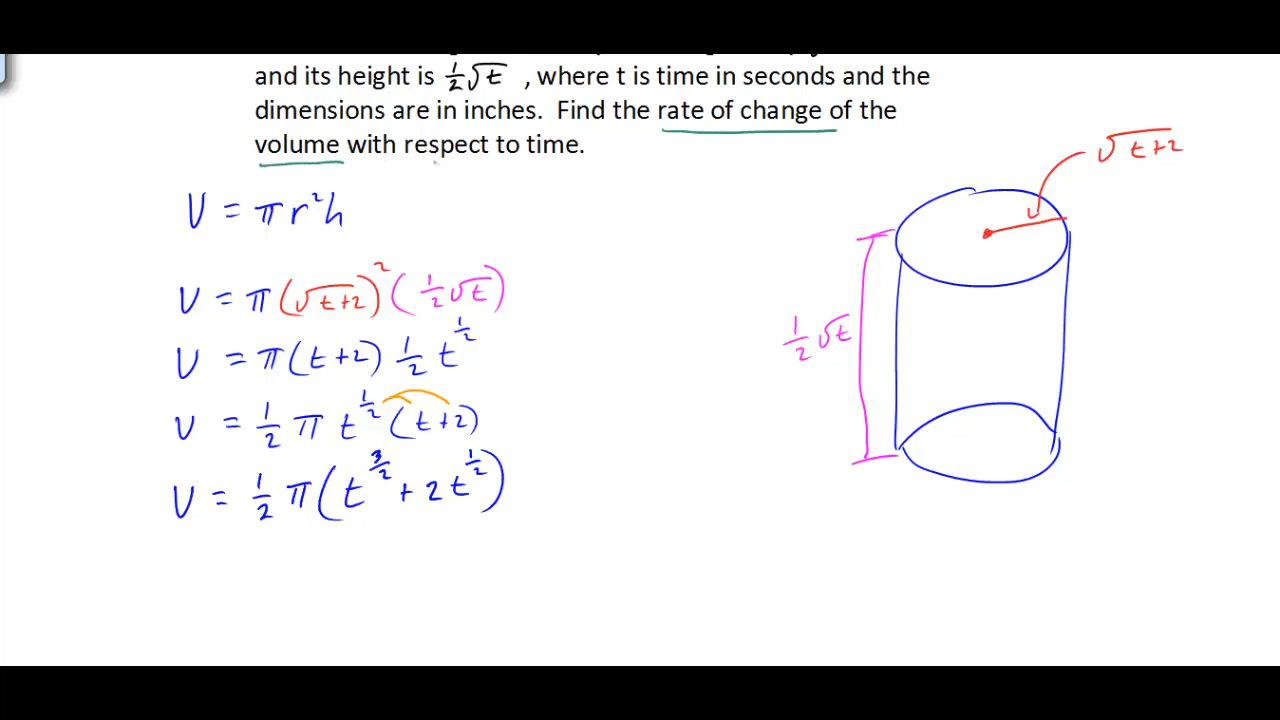 and its height is ½√t , where t is time in seconds and the
dimensions are in inches. Find the rate of change of the
volume with respect to time.
√t+2
V = πr²h
V = π(√t+2)²(½√t)
½√t
V = π(t+2) ½ t^½
V = ½ π t^½ (t+2)
V = ½ π(t^3/2 + 2t^½)